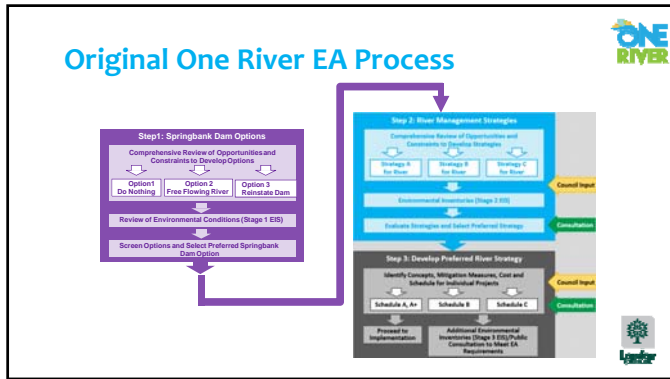 Original One River EA Process
ONE
RIVER
Step1: Springbank Dam Options
Comprehensive Review of Opportunities and
Constraints to Develop Options
Option1
Do Nothing
Option 2
Free Flowing River
Option 3
Reinstate Dam
Review of Environmental Conditions (Stage 1 EIS)
Screen Options and Select Preferred Springbank
Dam Option
Step 2: River Management Strategies
Comprehensive Review of Opportunities and
Constraints to Develop Strategies
Strategy A
for River
Strategy B
for River
Strategy C
for River
Council Input
Environmental Inventories (Stage 2 EIS)
Evaluate Strategies and Select Preferred Strategy
Consultation
Step 3: Develop Preferred River Strategy
Identify Concepts, Mitigation Measures, Cost and
Schedule for Individual Projects
Council Input
Schedule A, A+
Schedule B
Schedule C
Consultation
Proceed to
Implementation
Additional Environmental
Inventories (Stage 3 EIS)/Public
Consultation to Meet EA
Requirements
London